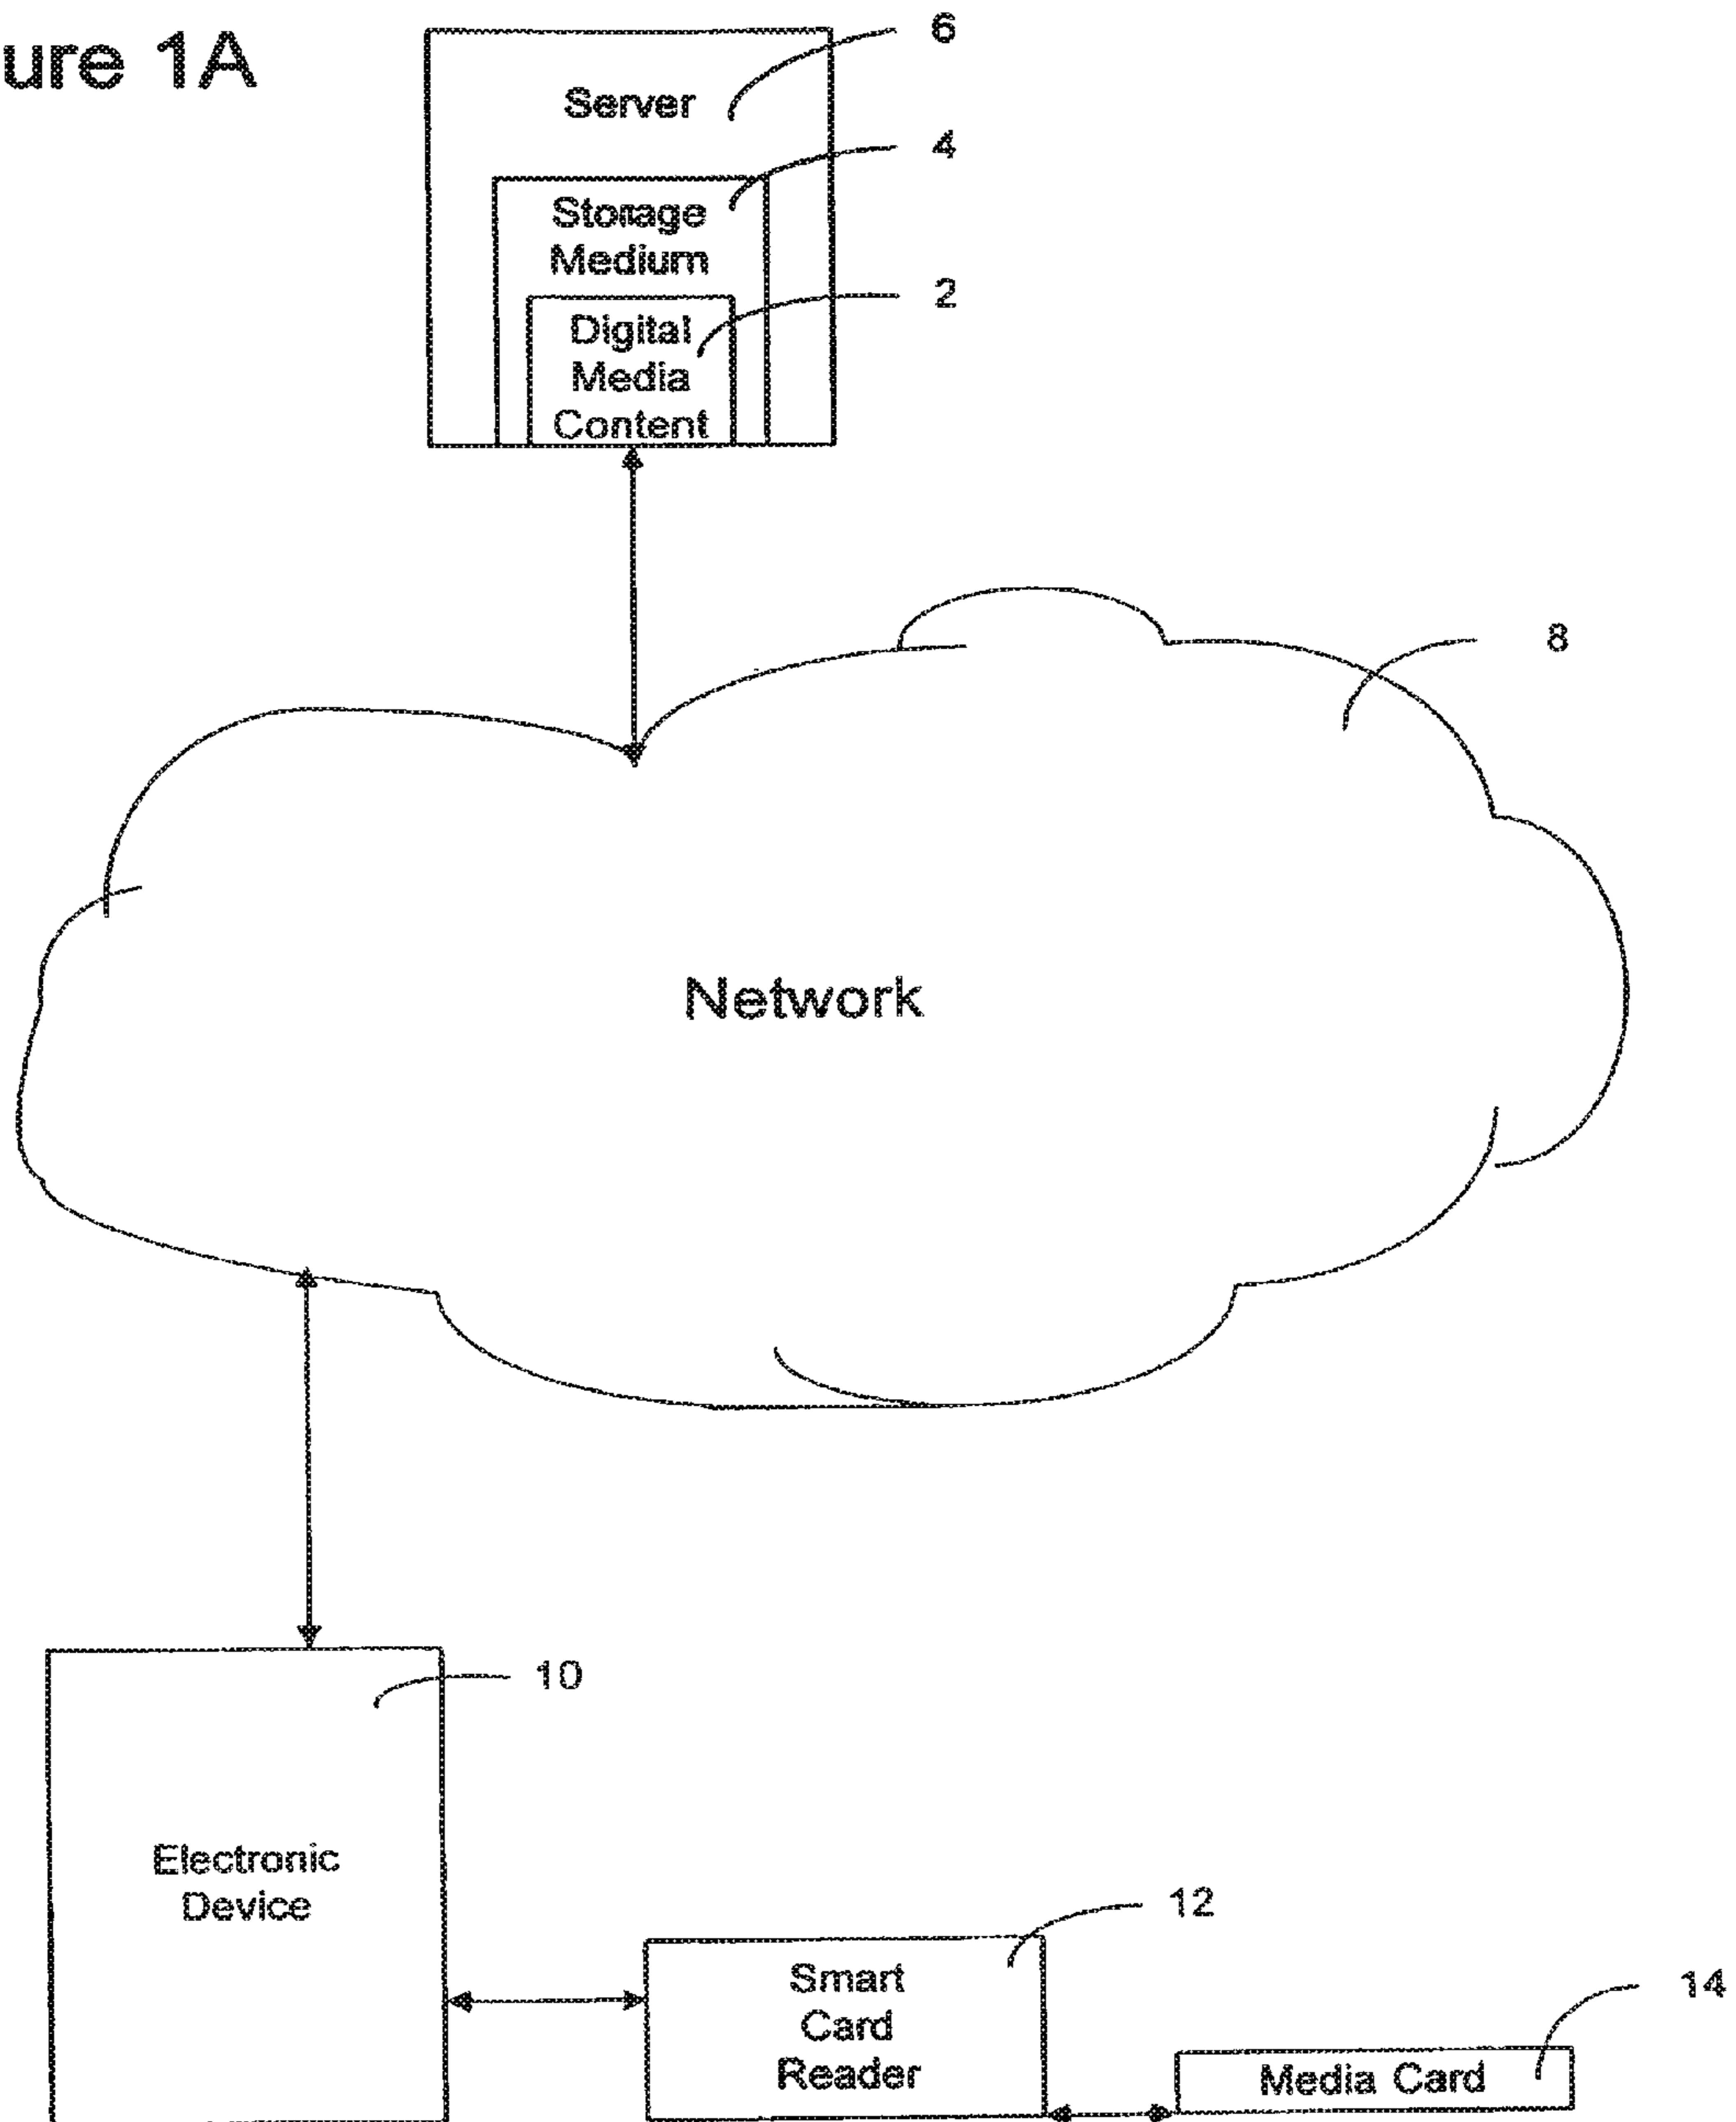 ure 1A
6
Server
4
Storage
Medium
2
Digital
Media
Content
8
Network
10
Electronic
Device
12
Smart
Card
Reader
14
Media Card